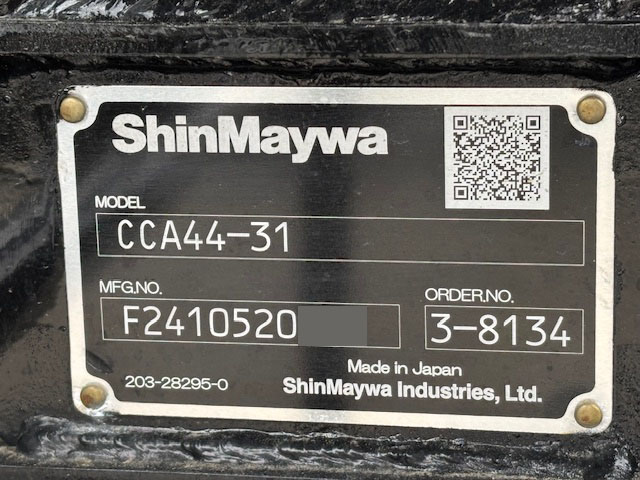 ShinMaywa
MODEL
CCA44-31
MFG.NO.
F2410520
ORDER.NO.
3-8134
203-28295-0
Made in Japan
ShinMaywa Industries, Ltd.